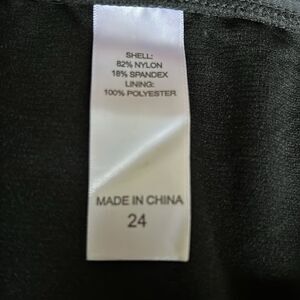 SHELL:
82% NYLON
18% SPANDEX
LINING:
100% POLYESTER
MADE IN CHINA
24